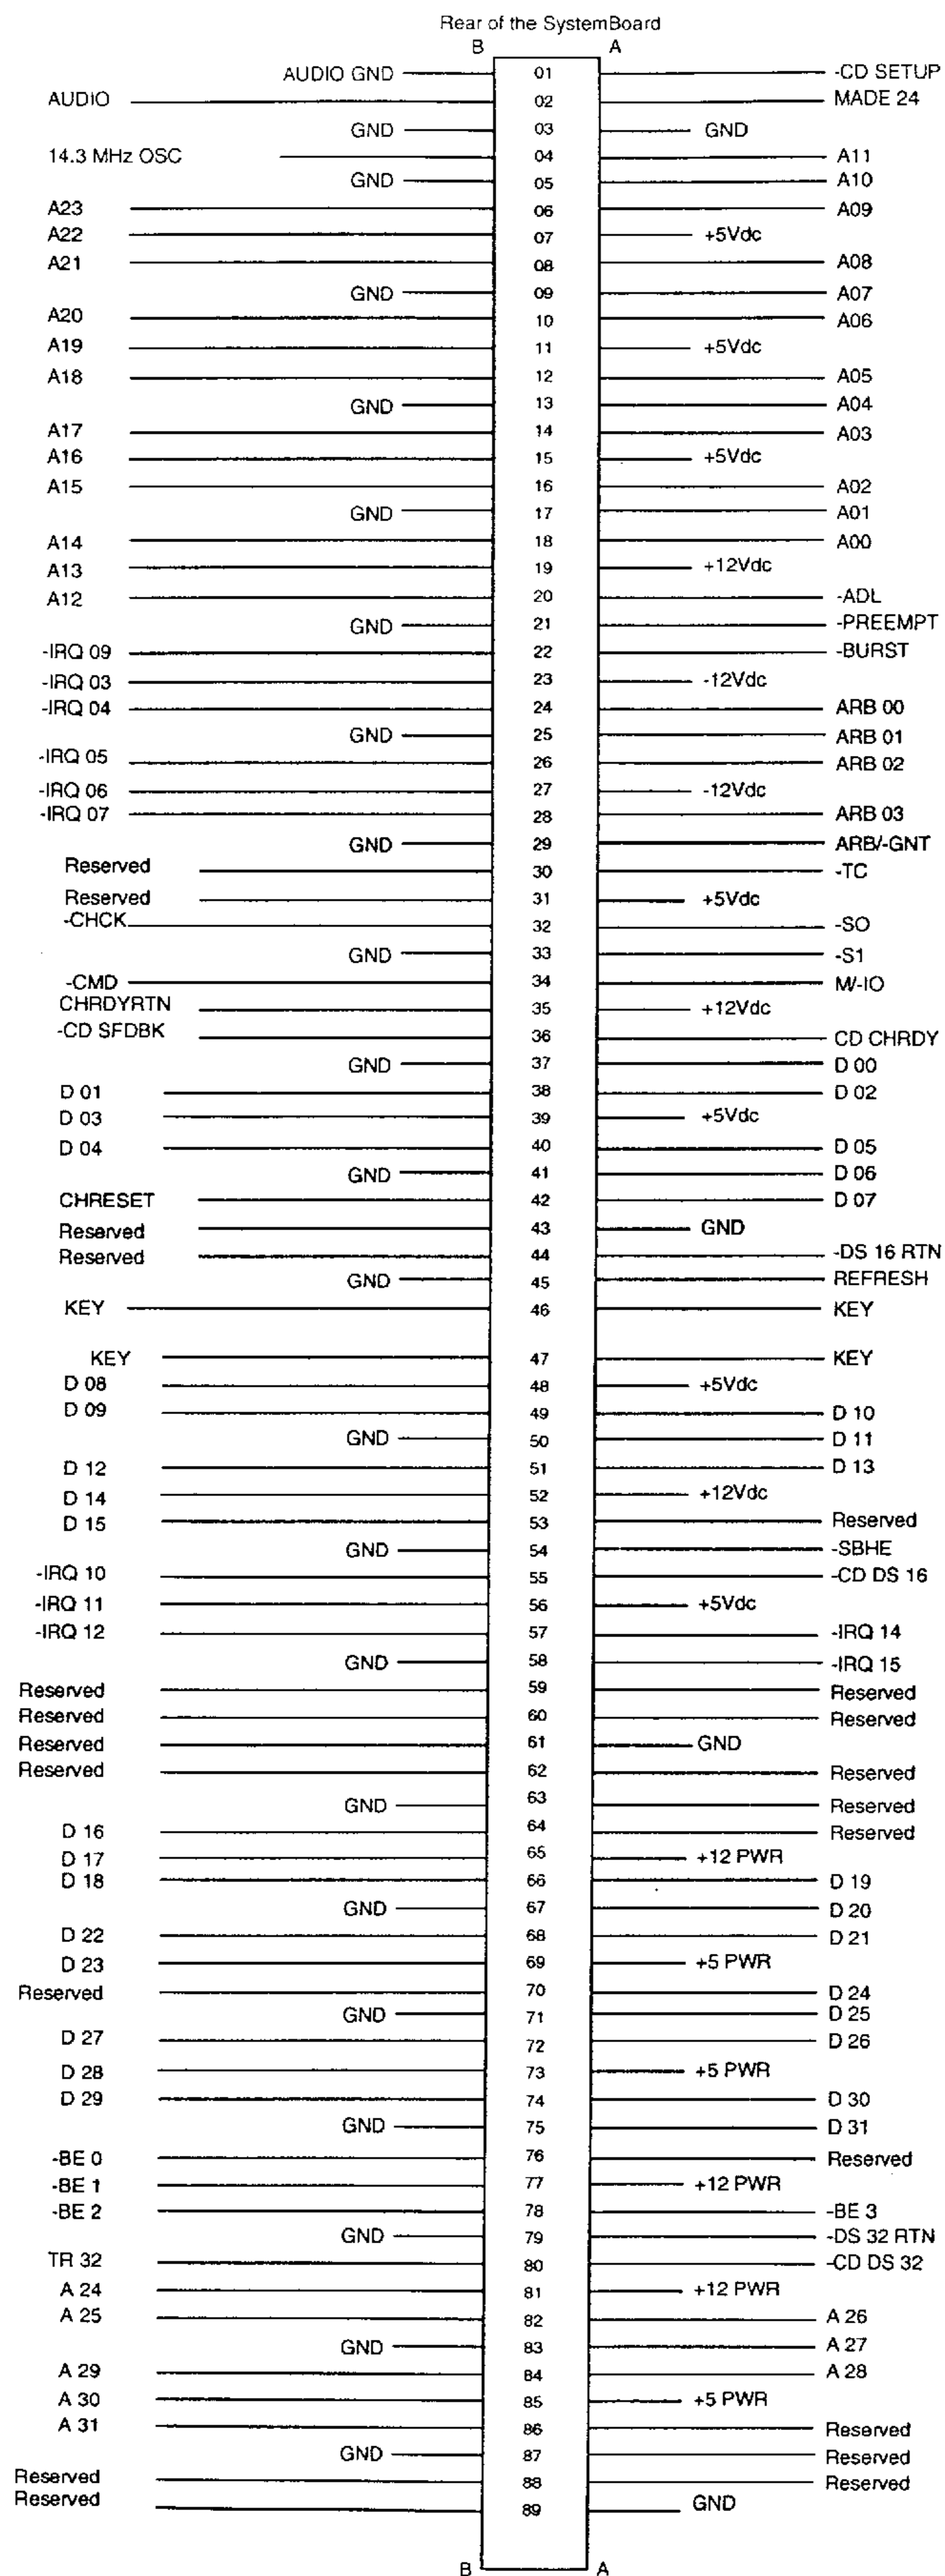 Rear of the SystemBoard
B A
AUDIO GND 01 -CD SETUP
AUDIO 02 MADE 24
GND 03 GND
14.3 MHz OSC 04 A11
GND 05 A10
A23 06 A09
A22 07 +5Vdc
A21 08 A08
GND 09 A07
A20 10 A06
A19 11 +5Vdc
A18 12 A05
GND 13 A04
A17 14 A03
A16 15 +5Vdc
A15 16 A02
GND 17 A01
A14 18 A00
A13 19 +12Vdc
A12 20 -ADL
GND 21 -PREEMPT
-IRQ 09 22 -BURST
-IRQ 03 23 -12Vdc
-IRQ 04 24 ARB 00
GND 25 ARB 01
-IRQ 05 26 ARB 02
-IRQ 06 27 -12Vdc
-IRQ 07 28 ARB 03
GND 29 ARB/-GNT
Reserved 30 -TC
Reserved 31 +5Vdc
-CHCK 32 -SO
GND 33 -S1
-CMD 34 M/-IO
CHRDYRTN 35 +12Vdc
-CD SFDBK 36 CD CHRDY
GND 37 D 00
D 01 38 D 02
D 03 39 +5Vdc
D 04 40 D 05
GND 41 D 06
CHRESET 42 D 07
Reserved 43 GND
Reserved 44 -DS 16 RTN
GND 45 REFRESH
KEY 46 KEY
KEY 47 KEY
D 08 48 +5Vdc
D 09 49 D 10
GND 50 D 11
D 12 51 D 13
D 14 52 +12Vdc
D 15 53 Reserved
GND 54 -SBHE
-IRQ 10 55 -CD DS 16
-IRQ 11 56 +5Vdc
-IRQ 12 57 -IRQ 14
GND 58 -IRQ 15
Reserved 59 Reserved
Reserved 60 Reserved
Reserved 61 GND
Reserved 62 Reserved
GND 63 Reserved
D 16 64 Reserved
D 17 65 +12 PWR
D 18 66 D 19
GND 67 D 20
D 22 68 D 21
D 23 69 +5 PWR
Reserved 70 D 24
GND 71 D 25
D 27 72 D 26
D 28 73 +5 PWR
D 29 74 D 30
GND 75 D 31
-BE 0 76 Reserved
-BE 1 77 +12 PWR
-BE 2 78 -BE 3
GND 79 -DS 32 RTN
TR 32 80 -CD DS 32
A 24 81 +12 PWR
A 25 82 A 26
GND 83 A 27
A 29 84 A 28
A 30 85 +5 PWR
A 31 86 Reserved
GND 87 Reserved
Reserved 88 Reserved
Reserved 89 GND
B A